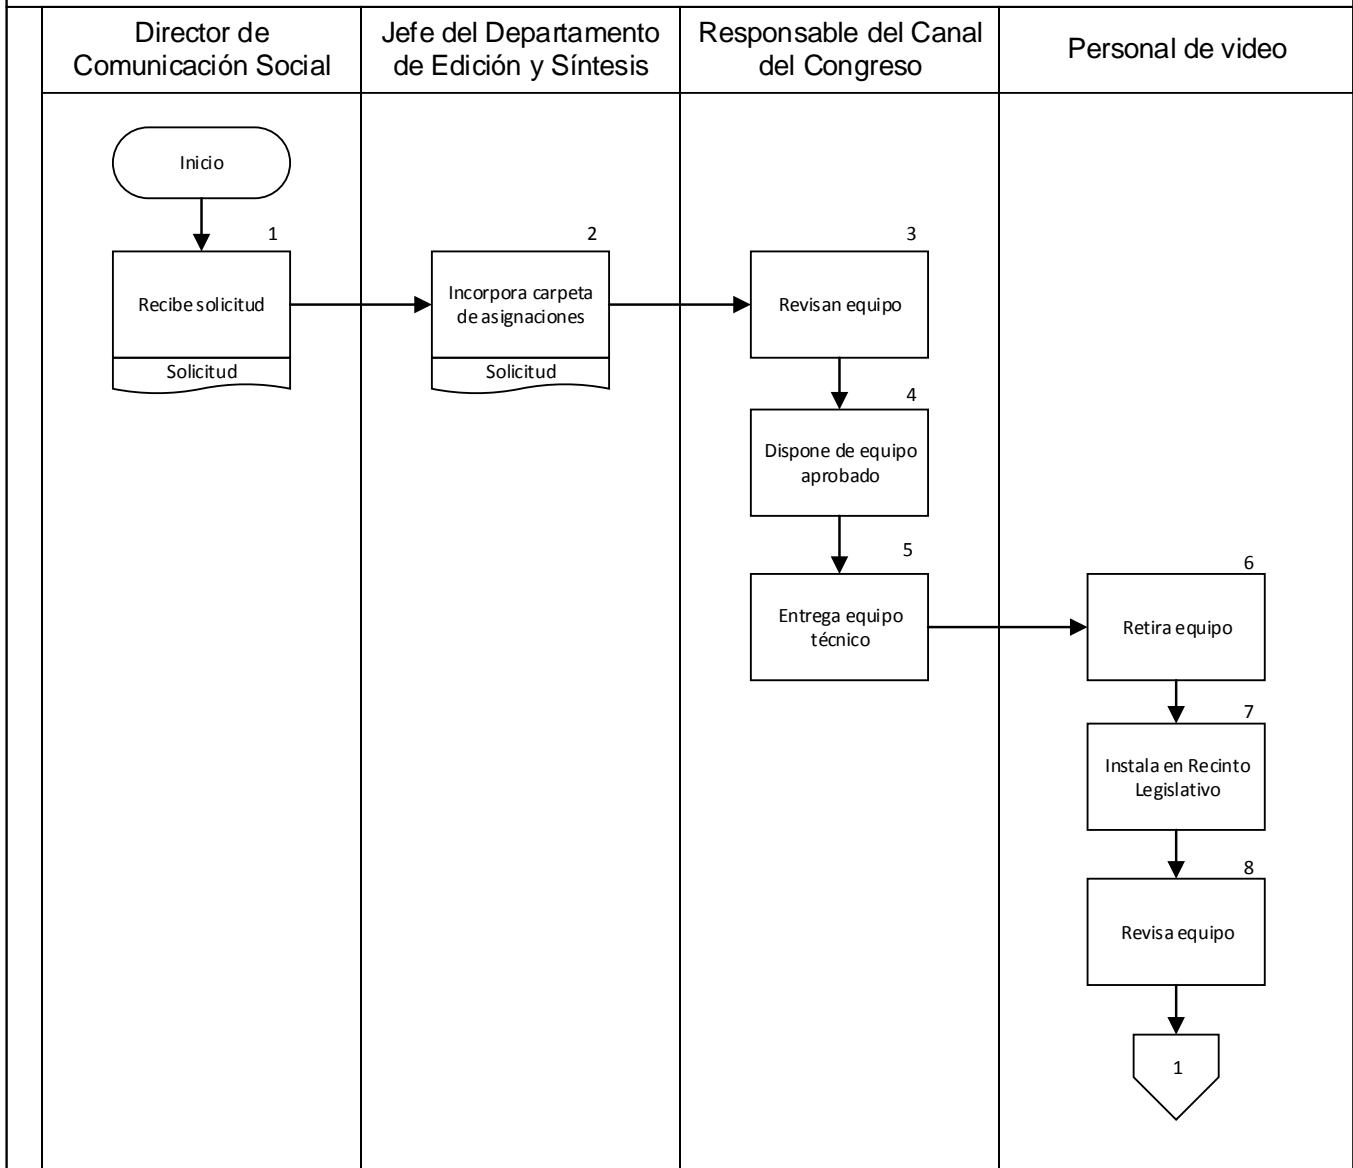 Director de
Comunicación Social
Jefe del Departamento
de Edición y Síntesis
Responsable del Canal
del Congreso
Personal de video
Inicio
1
Recibe solicitud
Solicitud
2
Incorpora carpeta
de asignaciones
Solicitud
3
Revisan equipo
4
Dispone de equipo
aprobado
5
Entrega equipo
técnico
6
Retira equipo
7
Instala en Recinto
Legislativo
8
Revisa equipo
1